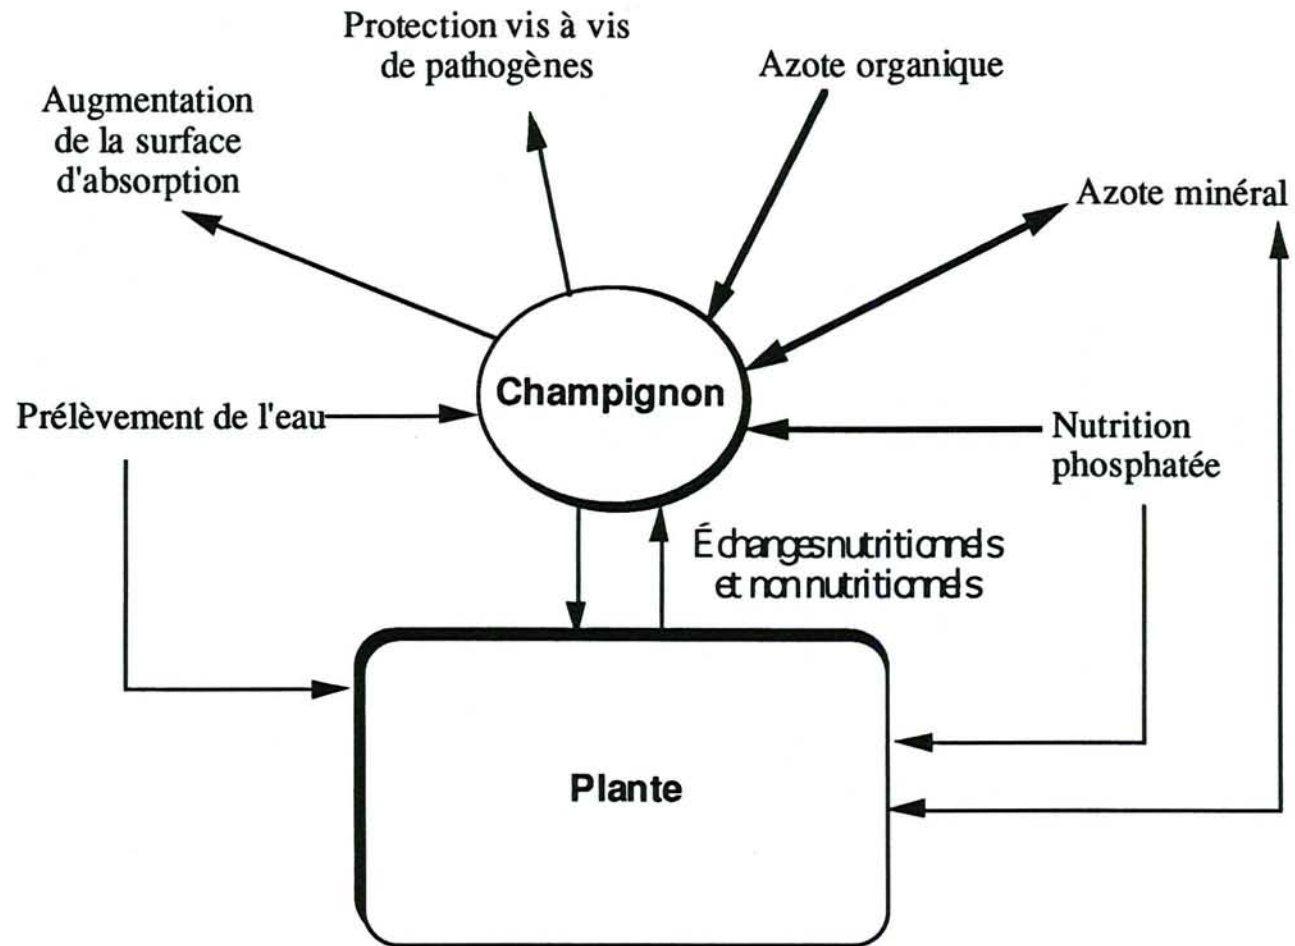 Protection vis à vis
de pathogènes
Azote organique
Augmentation
de la surface
d'absorption
Azote minéral
Champignon
Prélèvement de l'eau
Nutrition
phosphatée
Échanges nutritionnels
et non nutritionnels
Plante